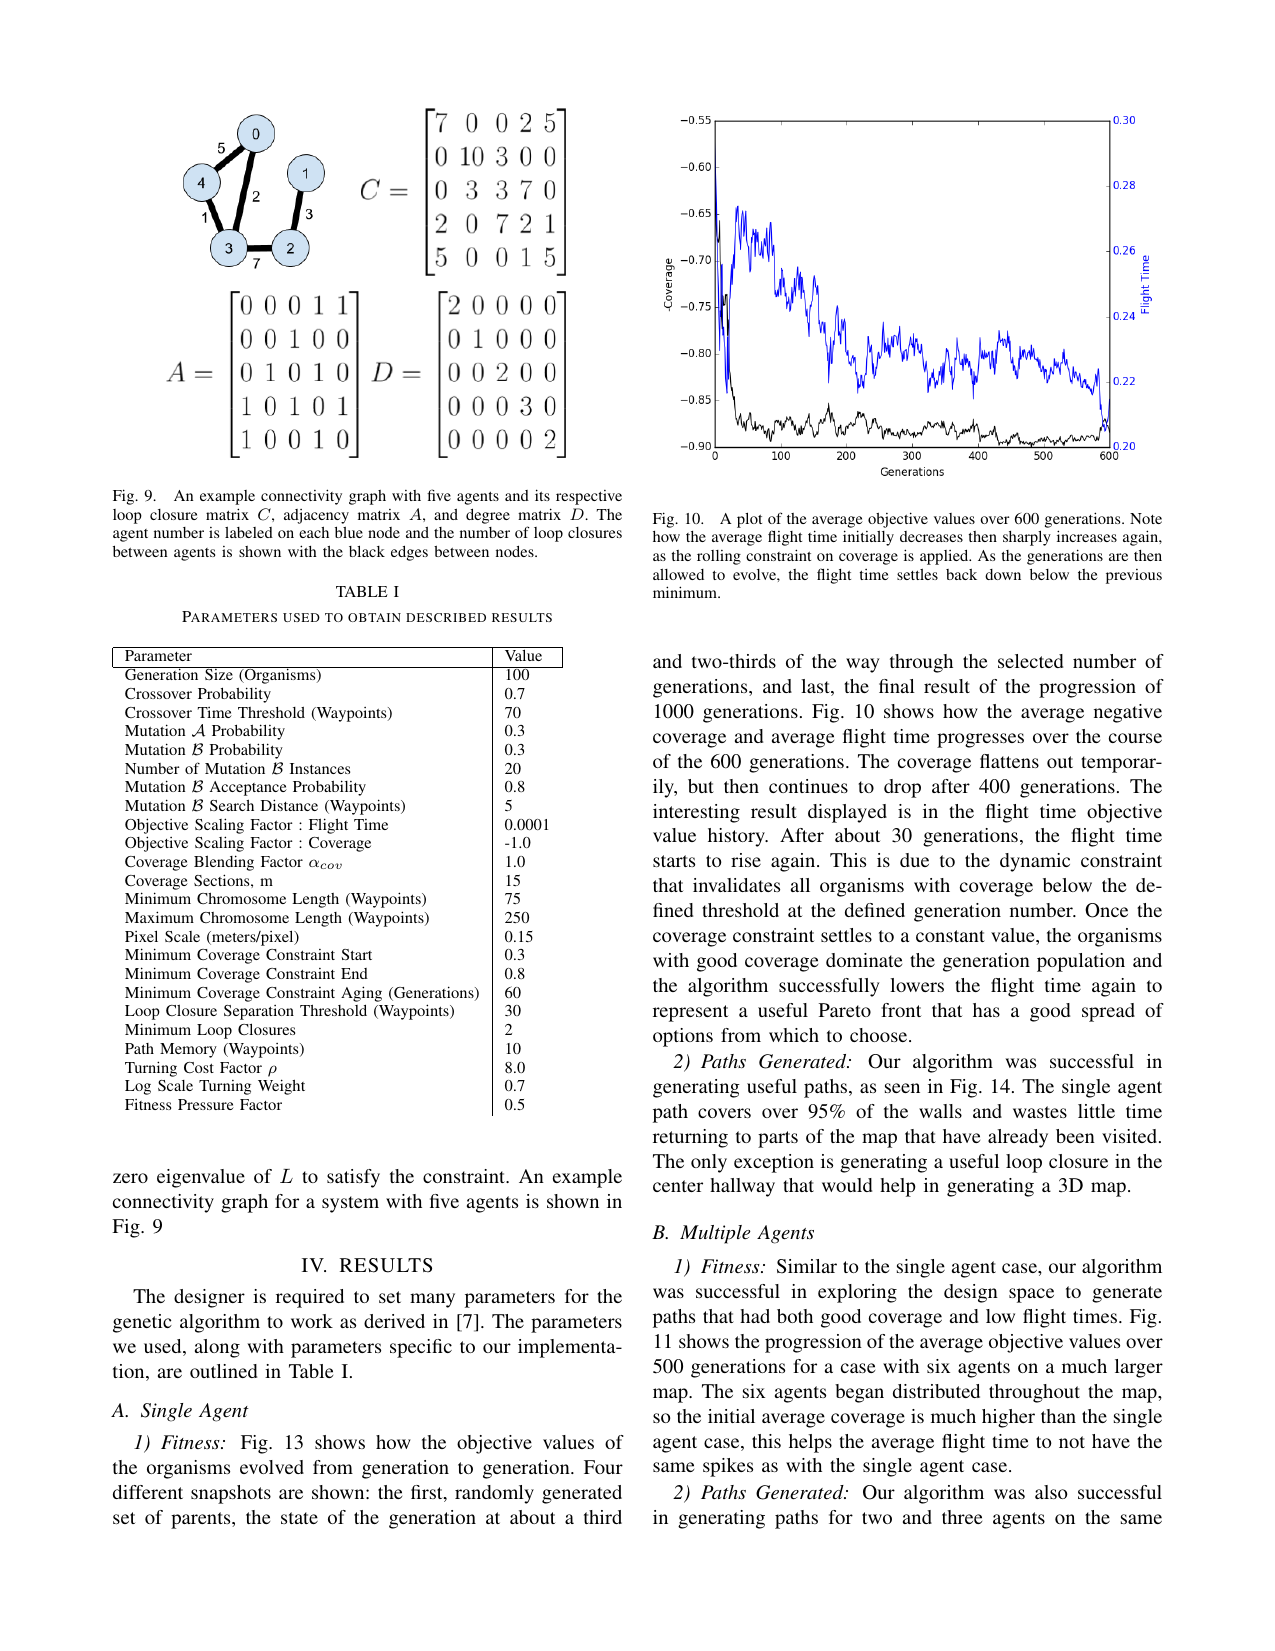 0
5
4
1
2
1
3
3
2
7
C =
7 0 0 2 5
0 10 3 0 0
0 3 3 7 0
2 0 7 2 1
5 0 0 1 5
A =
0 0 0 1 1
0 0 1 0 0
0 1 0 1 0
1 0 1 0 1
1 0 0 1 0
D =
2 0 0 0 0
0 1 0 0 0
0 0 2 0 0
0 0 0 3 0
0 0 0 0 2
Fig. 9. An example connectivity graph with five agents and its respective
loop closure matrix C, adjacency matrix A, and degree matrix D. The
agent number is labeled on each blue node and the number of loop closures
between agents is shown with the black edges between nodes.
TABLE I
PARAMETERS USED TO OBTAIN DESCRIBED RESULTS
Parameter Value
Generation Size (Organisms) 100
Crossover Probability 0.7
Crossover Time Threshold (Waypoints) 70
Mutation 𝒜 Probability 0.3
Mutation ℬ Probability 0.3
Number of Mutation ℬ Instances 20
Mutation ℬ Acceptance Probability 0.8
Mutation ℬ Search Distance (Waypoints) 5
Objective Scaling Factor : Flight Time 0.0001
Objective Scaling Factor : Coverage -1.0
Coverage Blending Factor α_cov 1.0
Coverage Sections, m 15
Minimum Chromosome Length (Waypoints) 75
Maximum Chromosome Length (Waypoints) 250
Pixel Scale (meters/pixel) 0.15
Minimum Coverage Constraint Start 0.3
Minimum Coverage Constraint End 0.8
Minimum Coverage Constraint Aging (Generations) 60
Loop Closure Separation Threshold (Waypoints) 30
Minimum Loop Closures 2
Path Memory (Waypoints) 10
Turning Cost Factor ρ 8.0
Log Scale Turning Weight 0.7
Fitness Pressure Factor 0.5
zero eigenvalue of L to satisfy the constraint. An example
connectivity graph for a system with five agents is shown in
Fig. 9
IV. RESULTS
The designer is required to set many parameters for the
genetic algorithm to work as derived in [7]. The parameters
we used, along with parameters specific to our implementa-
tion, are outlined in Table I.
A. Single Agent
1) Fitness: Fig. 13 shows how the objective values of
the organisms evolved from generation to generation. Four
different snapshots are shown: the first, randomly generated
set of parents, the state of the generation at about a third
−0.55
−0.60
−0.65
−0.70
−0.75
−0.80
−0.85
−0.90
-Coverage
0 100 200 300 400 500 600
Generations
0.30
0.28
0.26
0.24
0.22
0.20
Flight Time
Fig. 10. A plot of the average objective values over 600 generations. Note
how the average flight time initially decreases then sharply increases again,
as the rolling constraint on coverage is applied. As the generations are then
allowed to evolve, the flight time settles back down below the previous
minimum.
and two-thirds of the way through the selected number of
generations, and last, the final result of the progression of
1000 generations. Fig. 10 shows how the average negative
coverage and average flight time progresses over the course
of the 600 generations. The coverage flattens out temporar-
ily, but then continues to drop after 400 generations. The
interesting result displayed is in the flight time objective
value history. After about 30 generations, the flight time
starts to rise again. This is due to the dynamic constraint
that invalidates all organisms with coverage below the de-
fined threshold at the defined generation number. Once the
coverage constraint settles to a constant value, the organisms
with good coverage dominate the generation population and
the algorithm successfully lowers the flight time again to
represent a useful Pareto front that has a good spread of
options from which to choose.
2) Paths Generated: Our algorithm was successful in
generating useful paths, as seen in Fig. 14. The single agent
path covers over 95% of the walls and wastes little time
returning to parts of the map that have already been visited.
The only exception is generating a useful loop closure in the
center hallway that would help in generating a 3D map.
B. Multiple Agents
1) Fitness: Similar to the single agent case, our algorithm
was successful in exploring the design space to generate
paths that had both good coverage and low flight times. Fig.
11 shows the progression of the average objective values over
500 generations for a case with six agents on a much larger
map. The six agents began distributed throughout the map,
so the initial average coverage is much higher than the single
agent case, this helps the average flight time to not have the
same spikes as with the single agent case.
2) Paths Generated: Our algorithm was also successful
in generating paths for two and three agents on the same